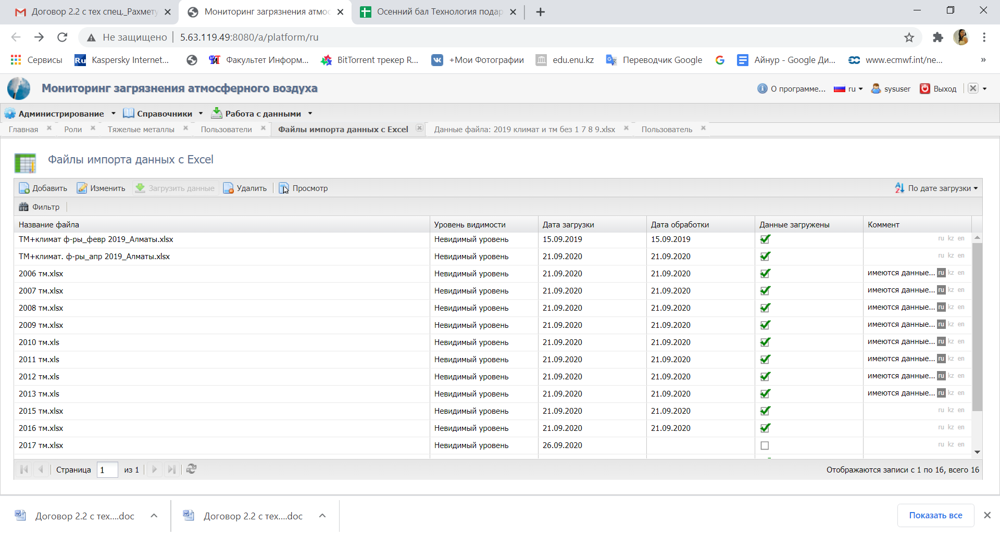 Договор 2.2 с тех спец._Рахмету
Мониторинг загрязнения атмос
Осенний бал Технология подар
Не защищено
5.63.119.49:8080/a/platform/ru
Сервисы
Kaspersky Internet...
Факультет Информ...
BitTorrent трекер R...
+Мои Фотографии
edu.enu.kz
Переводчик Google
Айнур - Google Ди...
www.ecmwf.int/ne...
»
Мониторинг загрязнения атмосферного воздуха
О программе...
ru
sysuser
Выход
Администрирование
Справочники
Работа с данными
Главная
Роли
Тяжелые металлы
Пользователи
Файлы импорта данных с Excel
Данные файла: 2019 климат и тм без 1 7 8 9.xlsx
Пользователь
Файлы импорта данных с Excel
Добавить
Изменить
Загрузить данные
Удалить
Просмотр
По дате загрузки
Фильтр
Название файла Уровень видимости Дата загрузки Дата обработки Данные загружены Коммент
ТМ+климат ф-ры_февр 2019_Алматы.xlsx Невидимый уровень 15.09.2019 15.09.2019 ru kz en
ТМ+климат. ф-ры_апр 2019_Алматы.xlsx Невидимый уровень 21.09.2020 21.09.2020 ru kz en
2006 тм.xlsx Невидимый уровень 21.09.2020 21.09.2020 имеются данные... ru kz en
2007 тм.xlsx Невидимый уровень 21.09.2020 21.09.2020 имеются данные... ru kz en
2008 тм.xlsx Невидимый уровень 21.09.2020 21.09.2020 имеются данные... ru kz en
2009 тм.xlsx Невидимый уровень 21.09.2020 21.09.2020 имеются данные... ru kz en
2010 тм.xls Невидимый уровень 21.09.2020 21.09.2020 имеются данные... ru kz en
2011 тм.xls Невидимый уровень 21.09.2020 21.09.2020 имеются данные... ru kz en
2012 тм.xls Невидимый уровень 21.09.2020 21.09.2020 имеются данные... ru kz en
2013 тм.xls Невидимый уровень 21.09.2020 21.09.2020 имеются данные... ru kz en
2015 тм.xlsx Невидимый уровень 21.09.2020 21.09.2020 ru kz en
2016 тм.xlsx Невидимый уровень 21.09.2020 21.09.2020 ru kz en
2017 тм.xlsx Невидимый уровень 26.09.2020 ru kz en
Страница 1 из 1
Отображаются записи с 1 по 16, всего 16
Договор 2.2 с тех....doc
Договор 2.2 с тех....doc
Показать все